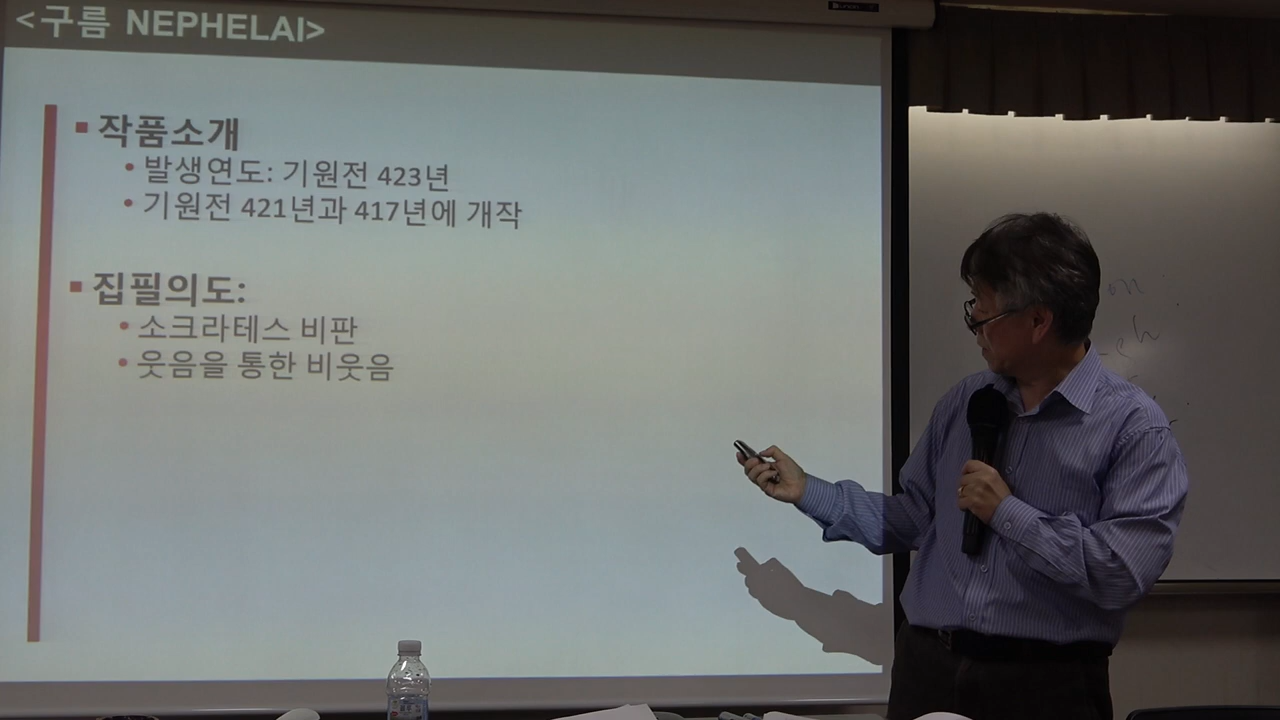 <구름 NEPHELAI>
▪ 작품소개
• 발생연도: 기원전 423년
• 기원전 421년과 417년에 개작
▪ 집필의도:
• 소크라테스 비판
• 웃음을 통한 비웃음